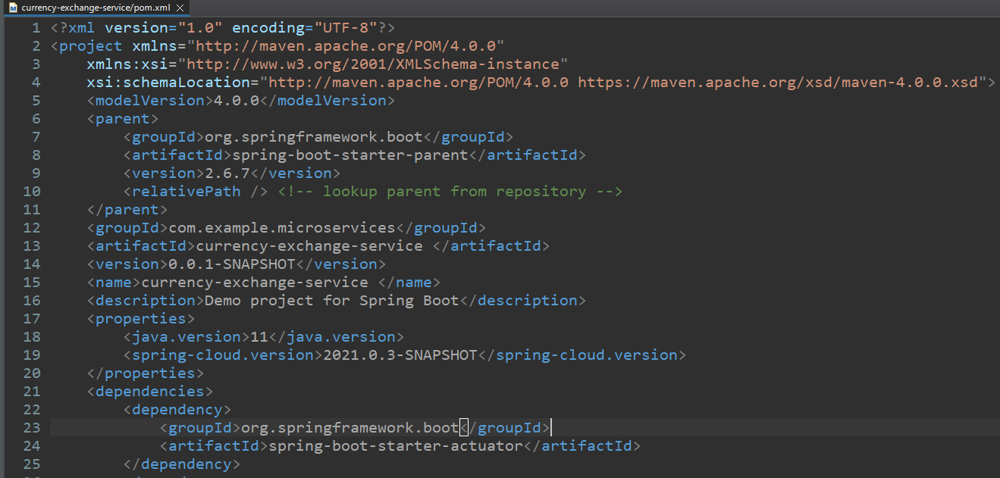 currency-exchange-service/pom.xml
1 <?xml version="1.0" encoding="UTF-8"?>
2 <project xmlns="http://maven.apache.org/POM/4.0.0"
3 xmlns:xsi="http://www.w3.org/2001/XMLSchema-instance"
4 xsi:schemaLocation="http://maven.apache.org/POM/4.0.0 https://maven.apache.org/xsd/maven-4.0.0.xsd">
5 <modelVersion>4.0.0</modelVersion>
6 <parent>
7 <groupId>org.springframework.boot</groupId>
8 <artifactId>spring-boot-starter-parent</artifactId>
9 <version>2.6.7</version>
10 <relativePath /> <!-- lookup parent from repository -->
11 </parent>
12 <groupId>com.example.microservices</groupId>
13 <artifactId>currency-exchange-service </artifactId>
14 <version>0.0.1-SNAPSHOT</version>
15 <name>currency-exchange-service </name>
16 <description>Demo project for Spring Boot</description>
17 <properties>
18 <java.version>11</java.version>
19 <spring-cloud.version>2021.0.3-SNAPSHOT</spring-cloud.version>
20 </properties>
21 <dependencies>
22 <dependency>
23 <groupId>org.springframework.boot</groupId>
24 <artifactId>spring-boot-starter-actuator</artifactId>
25 </dependency>